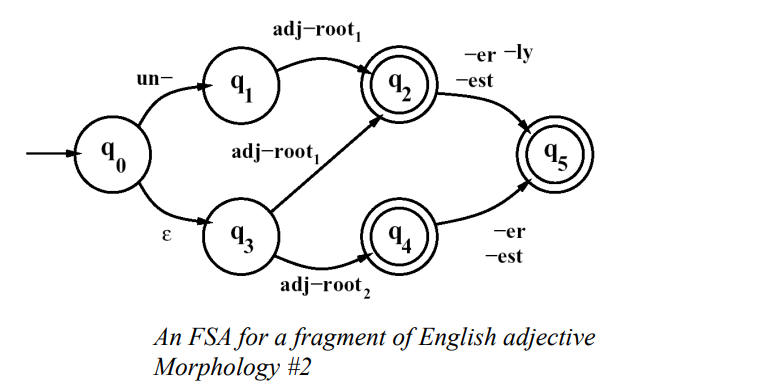 adj–root₁
–er –ly
–est
un–
q₁
q₂
adj–root₁
q₀
q₅
ε
q₃
q₄
–er
–est
adj–root₂
An FSA for a fragment of English adjective
Morphology #2